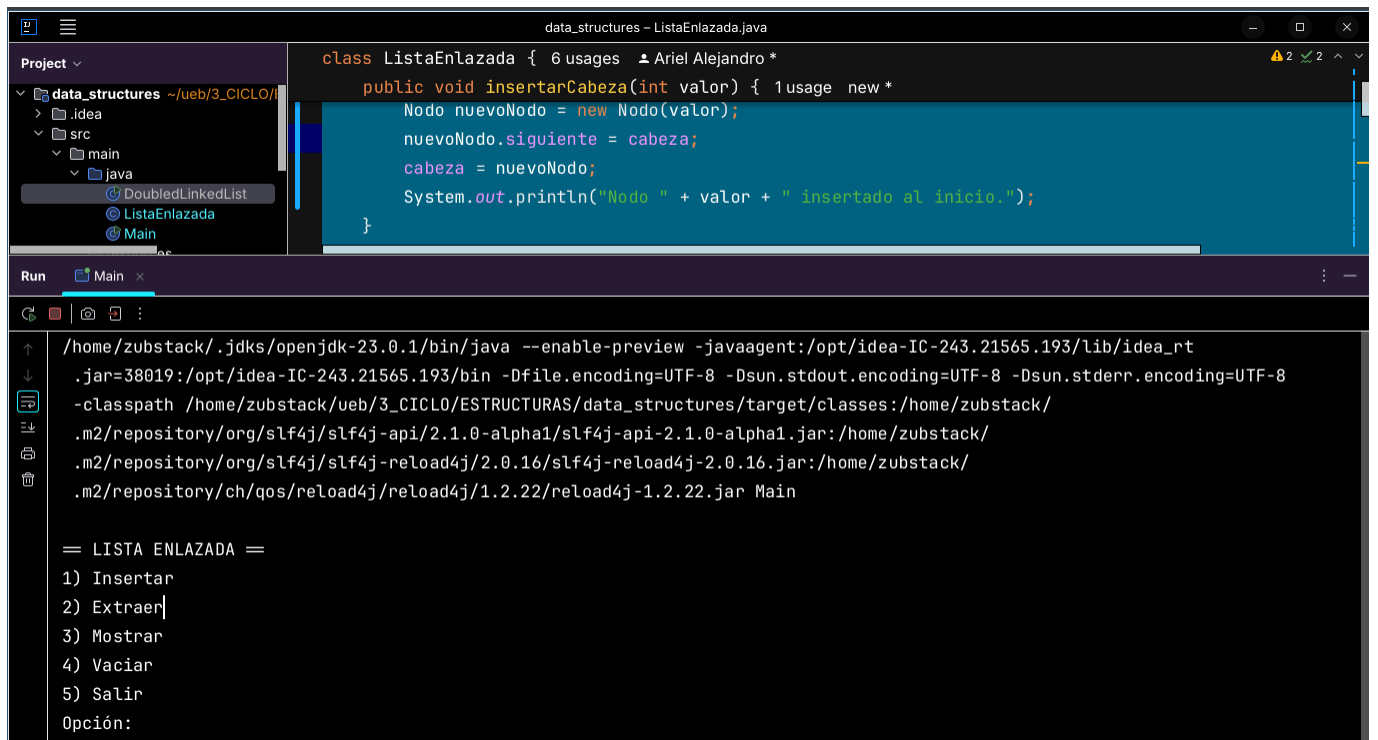 data_structures – ListaEnlazada.java
Project
data_structures ~/ueb/3_CICLO/
.idea
src
main
java
DoubledLinkedList
ListaEnlazada
Main
class ListaEnlazada { 6 usages Ariel Alejandro *
2 2
public void insertarCabeza(int valor) { 1 usage new *
Nodo nuevoNodo = new Nodo(valor);
nuevoNodo.siguiente = cabeza;
cabeza = nuevoNodo;
System.out.println("Nodo " + valor + " insertado al inicio.");
}
Run Main
/home/zubstack/.jdks/openjdk-23.0.1/bin/java --enable-preview -javaagent:/opt/idea-IC-243.21565.193/lib/idea_rt
.jar=38019:/opt/idea-IC-243.21565.193/bin -Dfile.encoding=UTF-8 -Dsun.stdout.encoding=UTF-8 -Dsun.stderr.encoding=UTF-8
-classpath /home/zubstack/ueb/3_CICLO/ESTRUCTURAS/data_structures/target/classes:/home/zubstack/
.m2/repository/org/slf4j/slf4j-api/2.1.0-alpha1/slf4j-api-2.1.0-alpha1.jar:/home/zubstack/
.m2/repository/org/slf4j/slf4j-reload4j/2.0.16/slf4j-reload4j-2.0.16.jar:/home/zubstack/
.m2/repository/ch/qos/reload4j/reload4j/1.2.22/reload4j-1.2.22.jar Main
== LISTA ENLAZADA ==
1) Insertar
2) Extraer
3) Mostrar
4) Vaciar
5) Salir
Opción: